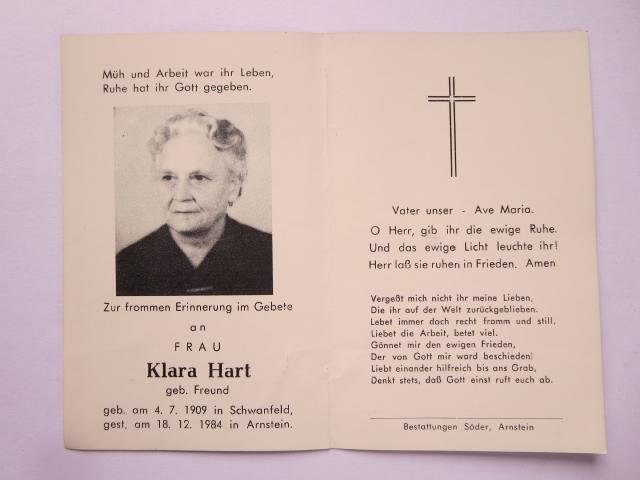 Müh und Arbeit war ihr Leben,
Ruhe hat ihr Gott gegeben.
Zur frommen Erinnerung im Gebete
an
FRAU
Klara Hart
geb. Freund
geb. am 4. 7. 1909 in Schwanfeld,
gest. am 18. 12. 1984 in Arnstein.
Vater unser - Ave Maria.
O Herr, gib ihr die ewige Ruhe.
Und das ewige Licht leuchte ihr!
Herr laß sie ruhen in Frieden. Amen
Vergeßt mich nicht ihr meine Lieben,
Die ihr auf der Welt zurückgeblieben.
Lebet immer doch recht fromm und still,
Liebet die Arbeit, betet viel.
Gönnet mir den ewigen Frieden,
Der von Gott mir ward beschieden!
Liebt einander hilfreich bis ans Grab,
Denkt stets, daß Gott einst ruft euch ab.
Bestattungen Söder, Arnstein